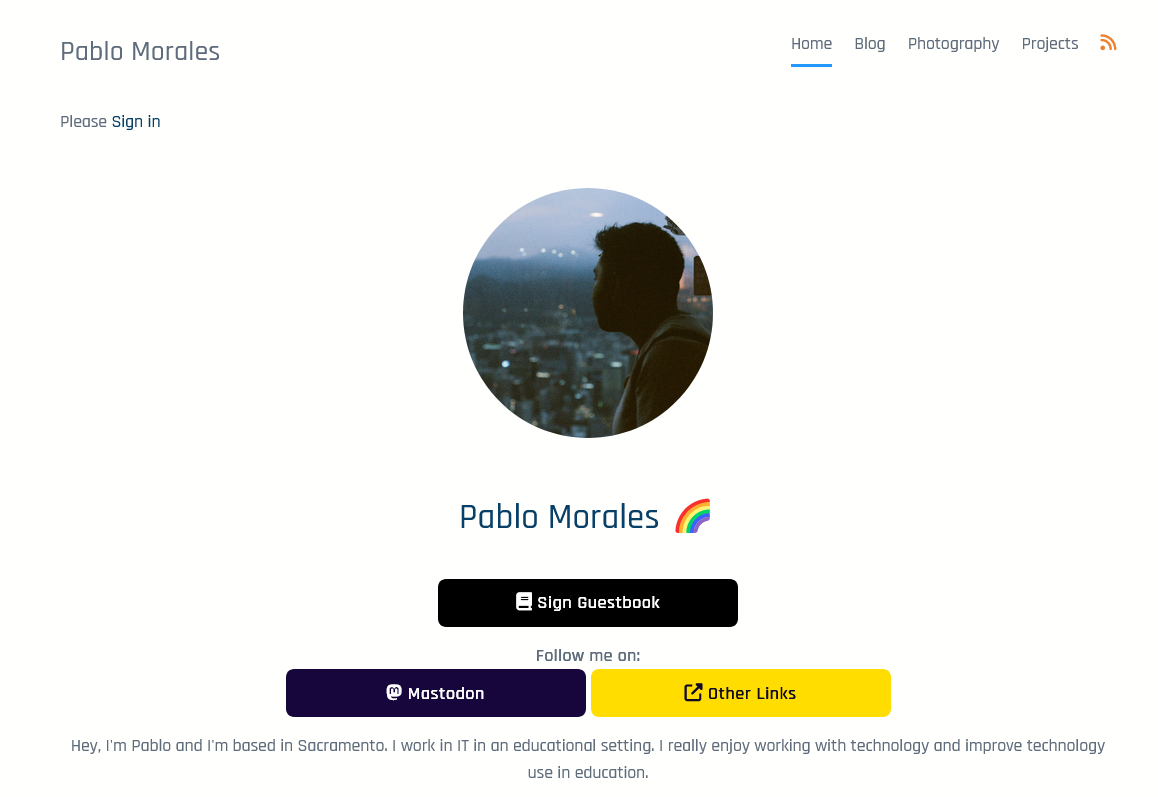 Pablo Morales
Home Blog Photography Projects
Please Sign in
Pablo Morales 🌈
Sign Guestbook
Follow me on:
Mastodon Other Links
Hey, I'm Pablo and I'm based in Sacramento. I work in IT in an educational setting. I really enjoy working with technology and improve technology
use in education.